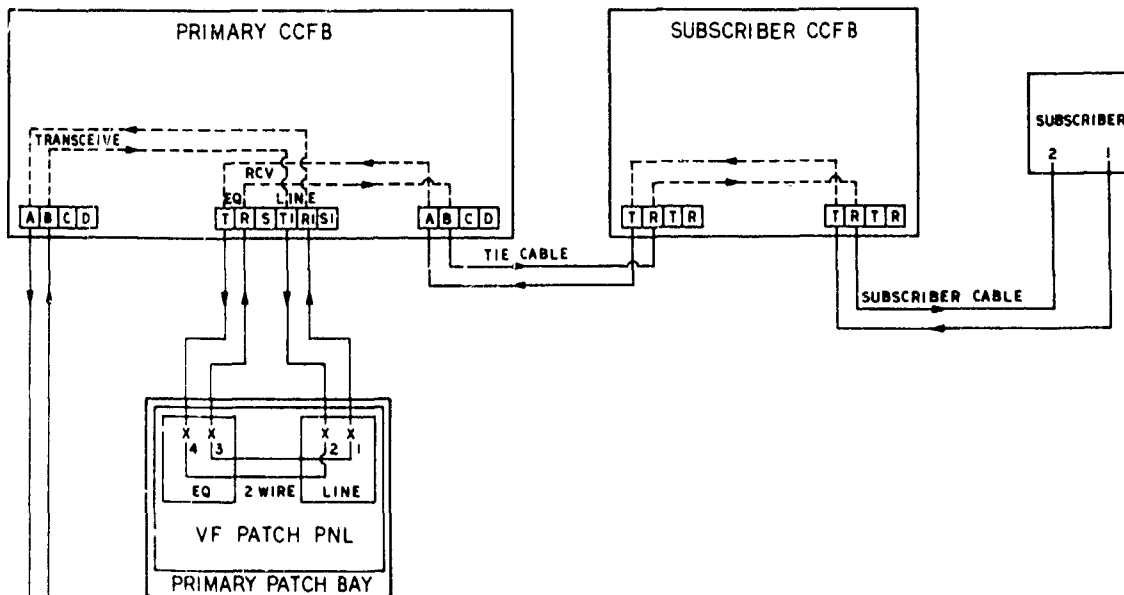 PRIMARY CCFB
SUBSCRIBER CCFB
SUBSCRIBER
2 1
TRANSCEIVE
RCV
EQ LINE
A B C D
T R S T1 R1 S1
A B C D
T R T R
T R T R
TIE CABLE
SUBSCRIBER CABLE
X X X X
4 3 2 1
EQ 2 WIRE LINE
VF PATCH PNL
PRIMARY PATCH BAY